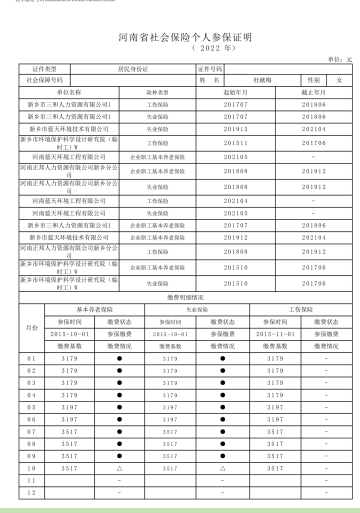 河南省社会保险个人参保证明
( 2022 年)
单位：元
证件类型 居民身份证 证件号码
社会保障号码 姓 名 杜献梅 性别 女
单位名称 险种类型 起始年月 截止年月
新乡市三和人力资源有限公司1 工伤保险 201707 201806
新乡市三和人力资源有限公司1 失业保险 201707 201806
新乡市蓝天环境技术有限公司 失业保险 201912 202104
新乡市环境保护科学设计研究院（临时工）W 工伤保险 201511 201706
河南蓝天环境工程有限公司 企业职工基本养老保险 202105 -
河南正邦人力资源有限公司新乡分公司 企业职工基本养老保险 201808 201912
河南正邦人力资源有限公司新乡分公司 失业保险 201808 201912
河南蓝天环境工程有限公司 工伤保险 202105 -
河南蓝天环境工程有限公司 失业保险 202105 -
新乡市三和人力资源有限公司1 企业职工基本养老保险 201707 201806
新乡市蓝天环境技术有限公司 企业职工基本养老保险 201912 202104
河南正邦人力资源有限公司新乡分公司 工伤保险 201808 201912
新乡市环境保护科学设计研究院（临时工）W 企业职工基本养老保险 201510 201706
新乡市环境保护科学设计研究院（临时工）W 失业保险 201510 201706
缴费明细情况
月份 基本养老保险 失业保险 工伤保险
参保时间 缴费状态 参保时间 缴费状态 参保时间 缴费状态
2015-10-01 参保缴费 2015-10-01 参保缴费 2015-11-01 参保缴费
缴费基数 缴费情况 缴费基数 缴费情况 缴费基数 缴费情况
01 3179 ● 3179 ● 3179 -
02 3179 ● 3179 ● 3179 -
03 3179 ● 3179 ● 3179 -
04 3179 ● 3179 ● 3179 -
05 3197 ● 3197 ● 3197 -
06 3197 ● 3197 ● 3197 -
07 3517 ● 3517 ● 3517 -
08 3517 ● 3517 ● 3517 -
09 3517 ● 3517 ● 3517 -
10 3517 △ 3517 △ 3517 -
11 - - -
12 - - -